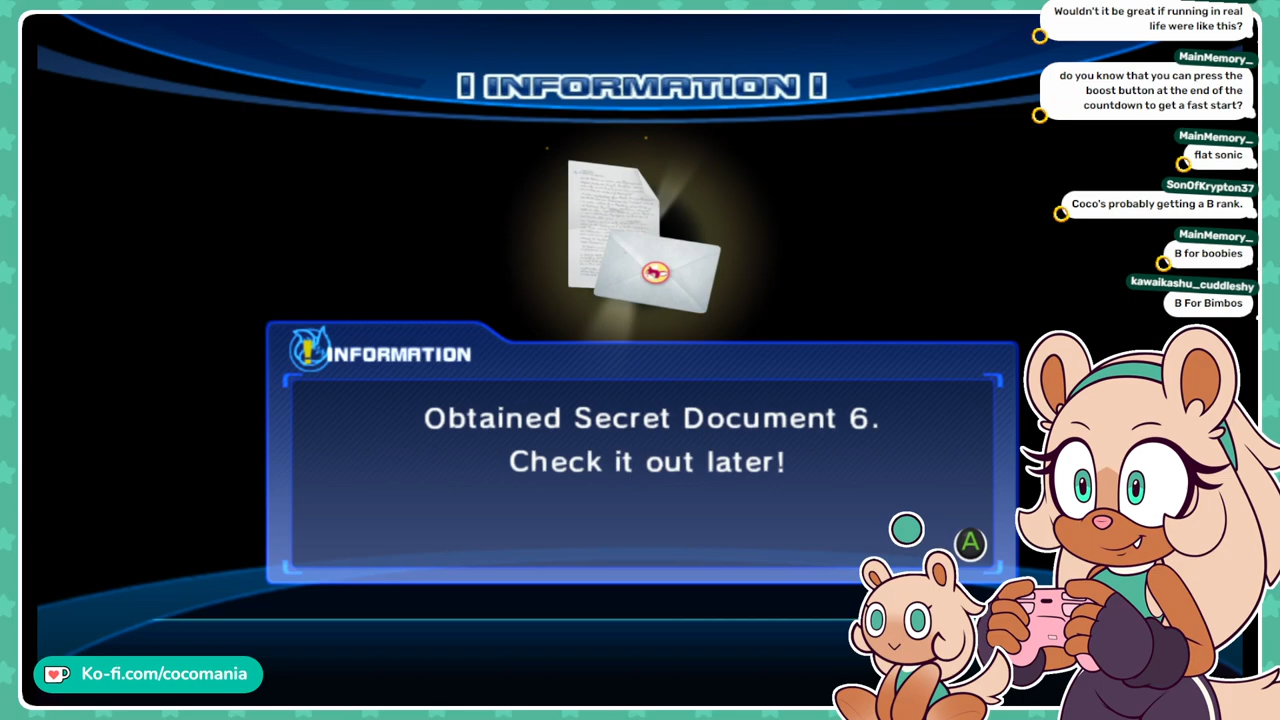 INFORMATION
INFORMATION
Obtained Secret Document 6.
Check it out later!
A
Ko-fi.com/cocomania
Wouldn't it be great if running in real
life were like this?
MainMemory_
do you know that you can press the
boost button at the end of the
countdown to get a fast start?
MainMemory_
flat sonic
SonOfKrypton37
Coco's probably getting a B rank.
MainMemory_
B for boobies
kawaikashu_cuddleshy
B For Bimbos